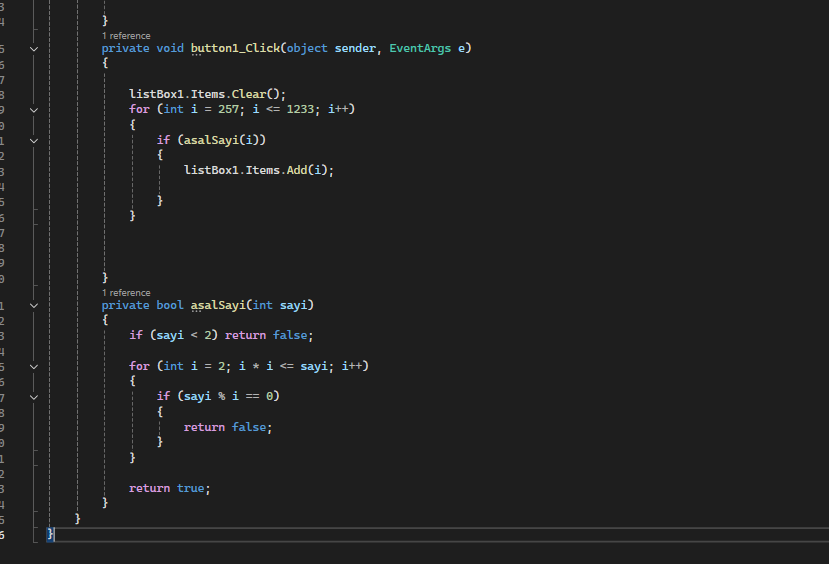 }
1 reference
private void button1_Click(object sender, EventArgs e)
{
listBox1.Items.Clear();
for (int i = 257; i <= 1233; i++)
{
if (asalSayi(i))
{
listBox1.Items.Add(i);
}
}
}
1 reference
private bool asalSayi(int sayi)
{
if (sayi < 2) return false;
for (int i = 2; i * i <= sayi; i++)
{
if (sayi % i == 0)
{
return false;
}
}
return true;
}
}
}